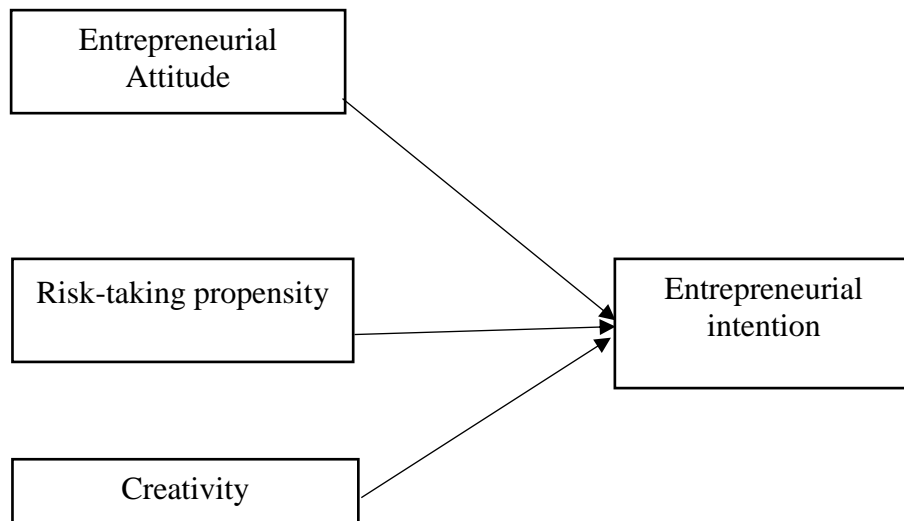 Entrepreneurial
Attitude
Risk-taking propensity
Entrepreneurial
intention
Creativity